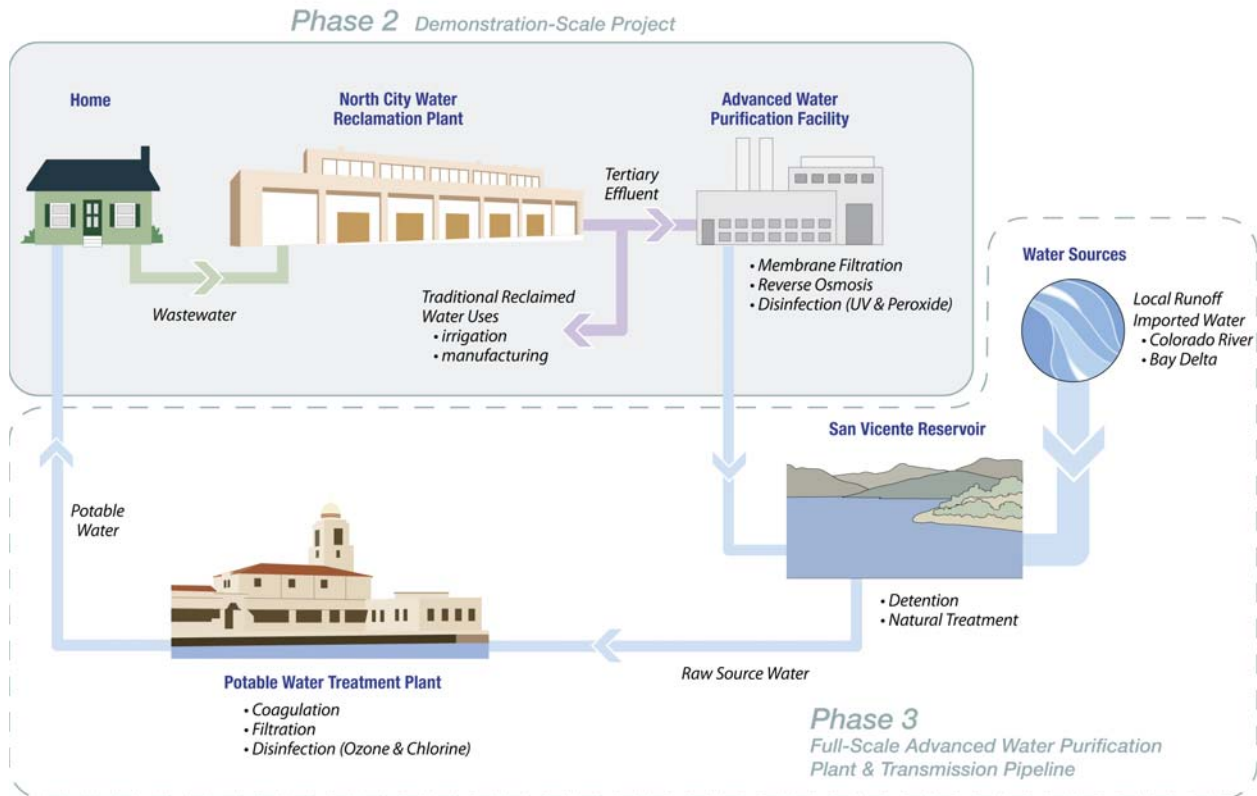 Phase 2 Demonstration-Scale Project
Home
North City Water
Reclamation Plant
Advanced Water
Purification Facility
Tertiary
Effluent
Wastewater
Traditional Reclaimed
Water Uses
• irrigation
• manufacturing
• Membrane Filtration
• Reverse Osmosis
• Disinfection (UV & Peroxide)
Water Sources
Local Runoff
Imported Water
• Colorado River
• Bay Delta
San Vicente Reservoir
• Detention
• Natural Treatment
Potable
Water
Raw Source Water
Potable Water Treatment Plant
• Coagulation
• Filtration
• Disinfection (Ozone & Chlorine)
Phase 3
Full-Scale Advanced Water Purification
Plant & Transmission Pipeline